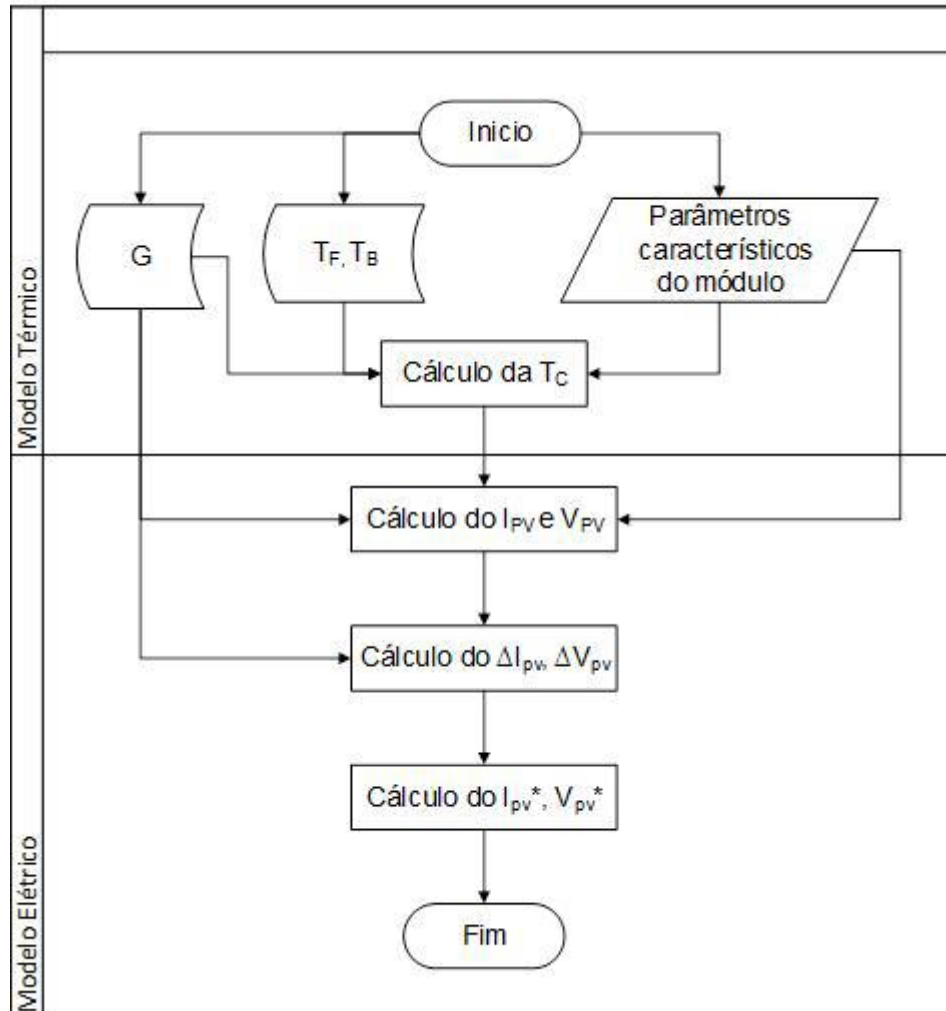 Modelo Térmico
Inicio
G
T_F, T_B
Parâmetros
característicos
do módulo
Cálculo da T_C
Modelo Elétrico
Cálculo do I_PV e V_PV
Cálculo do ΔI_pv, ΔV_pv
Cálculo do I_pv*, V_pv*
Fim